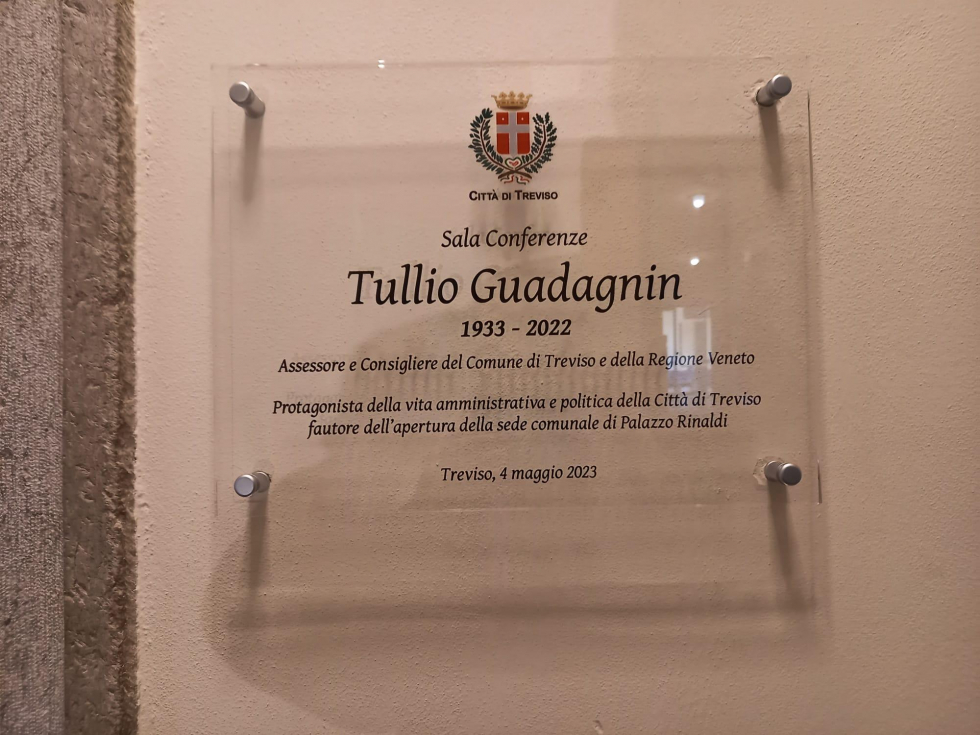 CITTÀ DI TREVISO
Sala Conferenze
Tullio Guadagnin
1933 - 2022
Assessore e Consigliere del Comune di Treviso e della Regione Veneto
Protagonista della vita amministrativa e politica della Città di Treviso
fautore dell'apertura della sede comunale di Palazzo Rinaldi
Treviso, 4 maggio 2023